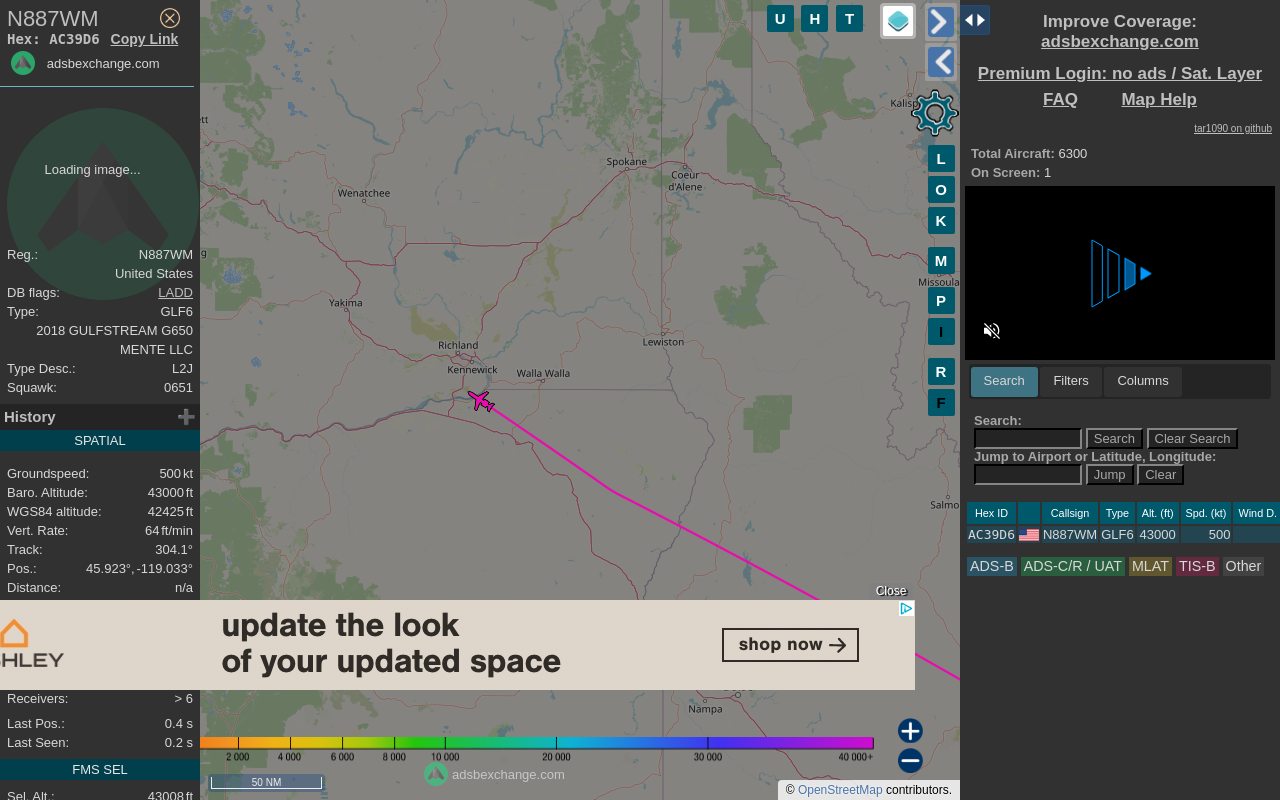 N887WM
Hex: AC39D6 Copy Link
adsbexchange.com
Loading image...
Reg.: N887WM
United States
DB flags: LADD
Type: GLF6
2018 GULFSTREAM G650
MENTE LLC
Type Desc.: L2J
Squawk: 0651
History
SPATIAL
Groundspeed: 500 kt
Baro. Altitude: 43000 ft
WGS84 altitude: 42425 ft
Vert. Rate: 64 ft/min
Track: 304.1°
Pos.: 45.923°, -119.033°
Distance: n/a
Receivers: > 6
Last Pos.: 0.4 s
Last Seen: 0.2 s
FMS SEL
Sel. Alt.: 43008 ft
U H T
L
O
K
M
P
I
R
F
Kalisp
ett
Spokane
Coeur
d'Alene
Wenatchee
g
Missoula
Yakima
Richland
Lewiston
Kennewick
Walla Walla
Salmo
Nampa
Close
HLEY
update the look
of your updated space
shop now →
2 000 4 000 6 000 8 000 10 000 20 000 30 000 40 000+
50 NM
adsbexchange.com
© OpenStreetMap contributors.
Improve Coverage:
adsbexchange.com
Premium Login: no ads / Sat. Layer
FAQ Map Help
tar1090 on github
Total Aircraft: 6300
On Screen: 1
Search Filters Columns
Search:
Search Clear Search
Jump to Airport or Latitude, Longitude:
Jump Clear
Hex ID Callsign Type Alt. (ft) Spd. (kt) Wind D.
AC39D6 N887WM GLF6 43000 500
ADS-B ADS-C/R / UAT MLAT TIS-B Other